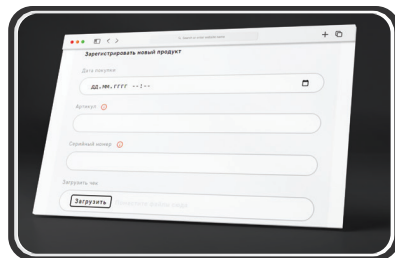 Зарегистрировать новый продукт
Дата покупки
ДД.ММ.ГГГГ --:--
Артикул
Серийный номер
Загрузить чек
Загрузить